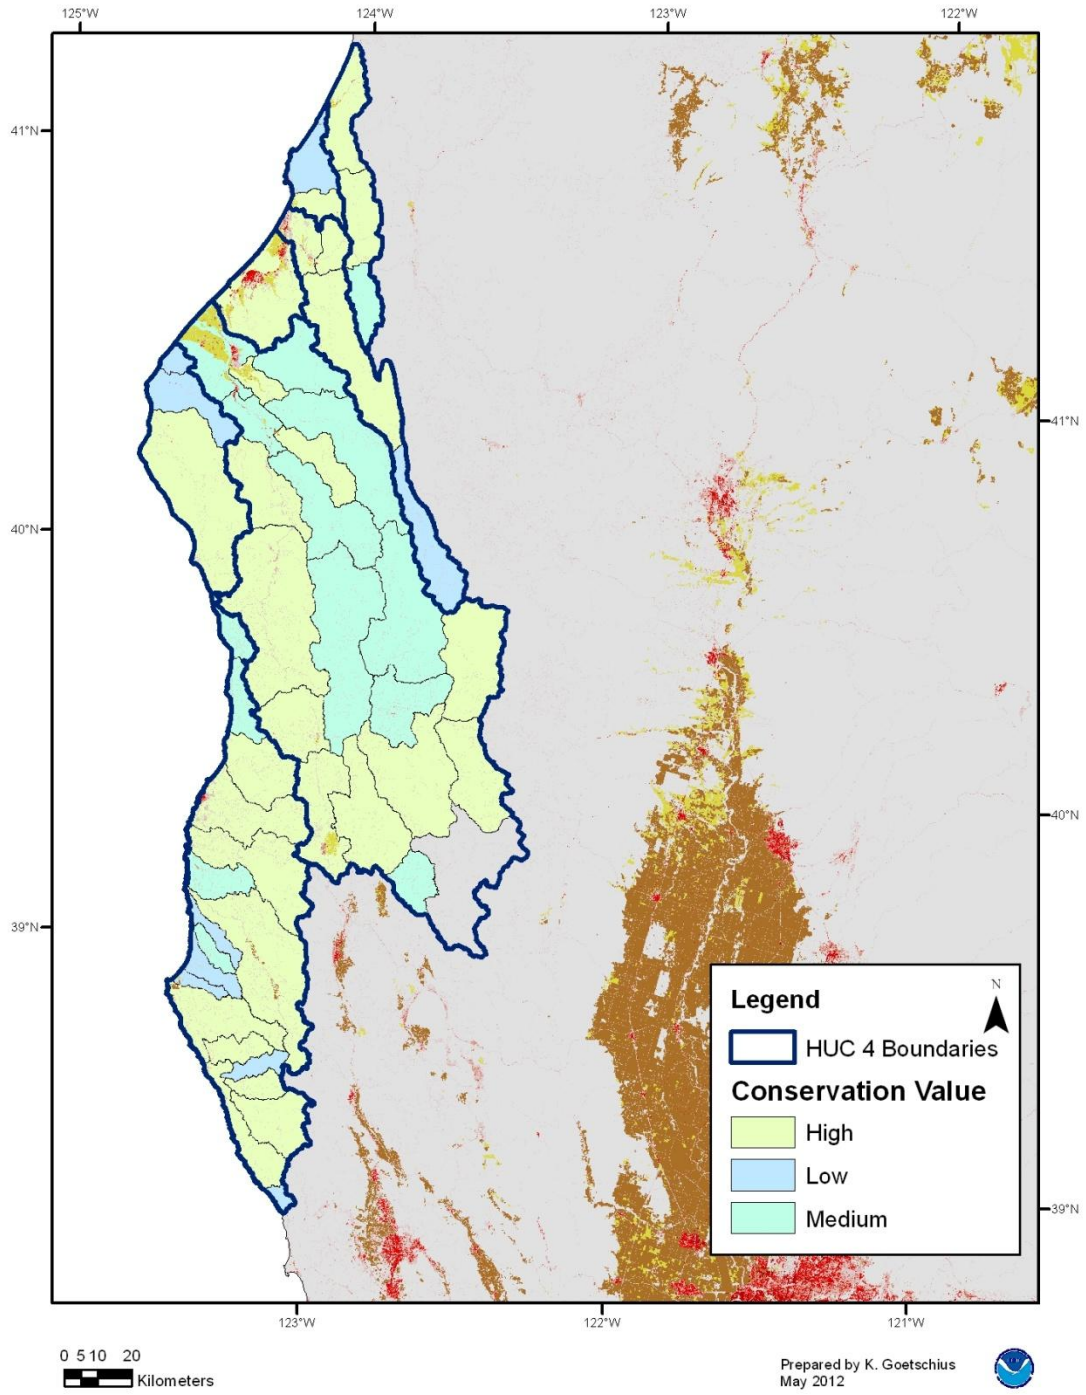 125°W 124°W 123°W 122°W
41°N
41°N
40°N
40°N
39°N
Legend
N
HUC 4 Boundaries
Conservation Value
High
Low
Medium
39°N
123°W 122°W 121°W
0 5 10 20
Kilometers
Prepared by K. Goetschius
May 2012